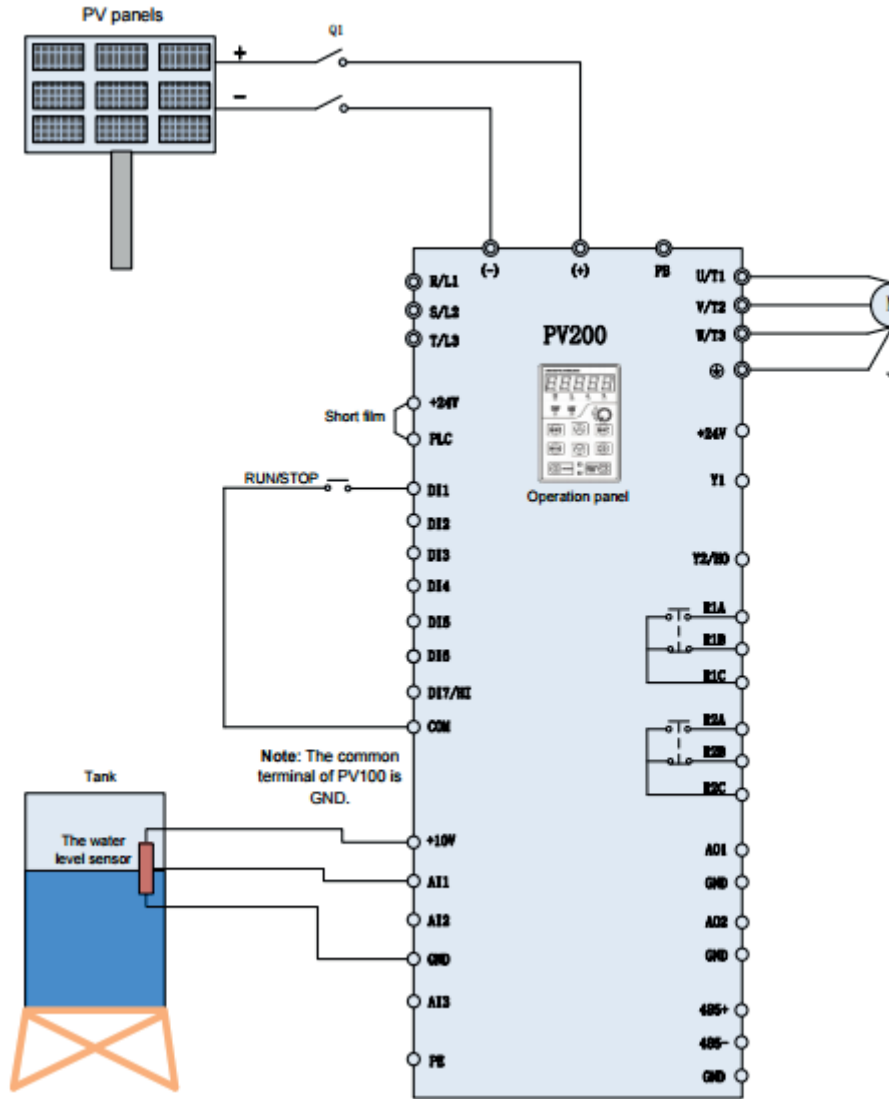 PV panels
Q1
+
-
(-)
(+)
PB
R/L1
S/L2
T/L3
U/T1
V/T2
W/T3
PV200
+24V
PLC
Short film
RUN/STOP
DI1
DI2
DI3
DI4
DI5
DI6
DI7/HI
COM
Operation panel
+24V
Y1
Y2/HO
R1A
R1B
R1C
R2A
R2B
R2C
Note: The common
terminal of PV100 is
GND.
Tank
The water
level sensor
+10V
AI1
AI2
GND
AI3
PE
AO1
GND
AO2
GND
485+
485-
GND